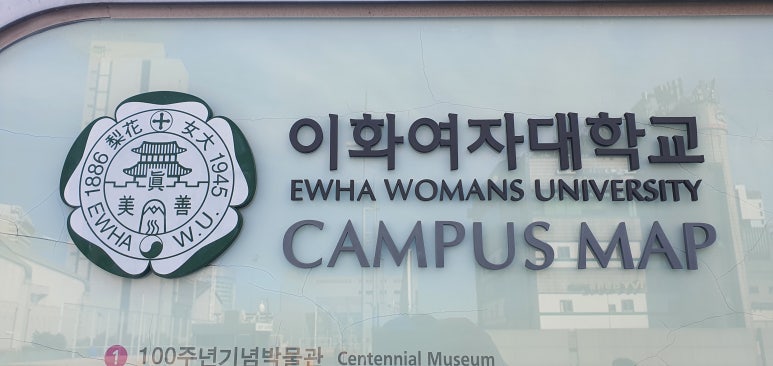 1886 梨花 女大 1945
眞
美 善
EWHA W.U.
이화여자대학교
EWHA WOMANS UNIVERSITY
CAMPUS MAP
1 100주년기념박물관 Centennial Museum